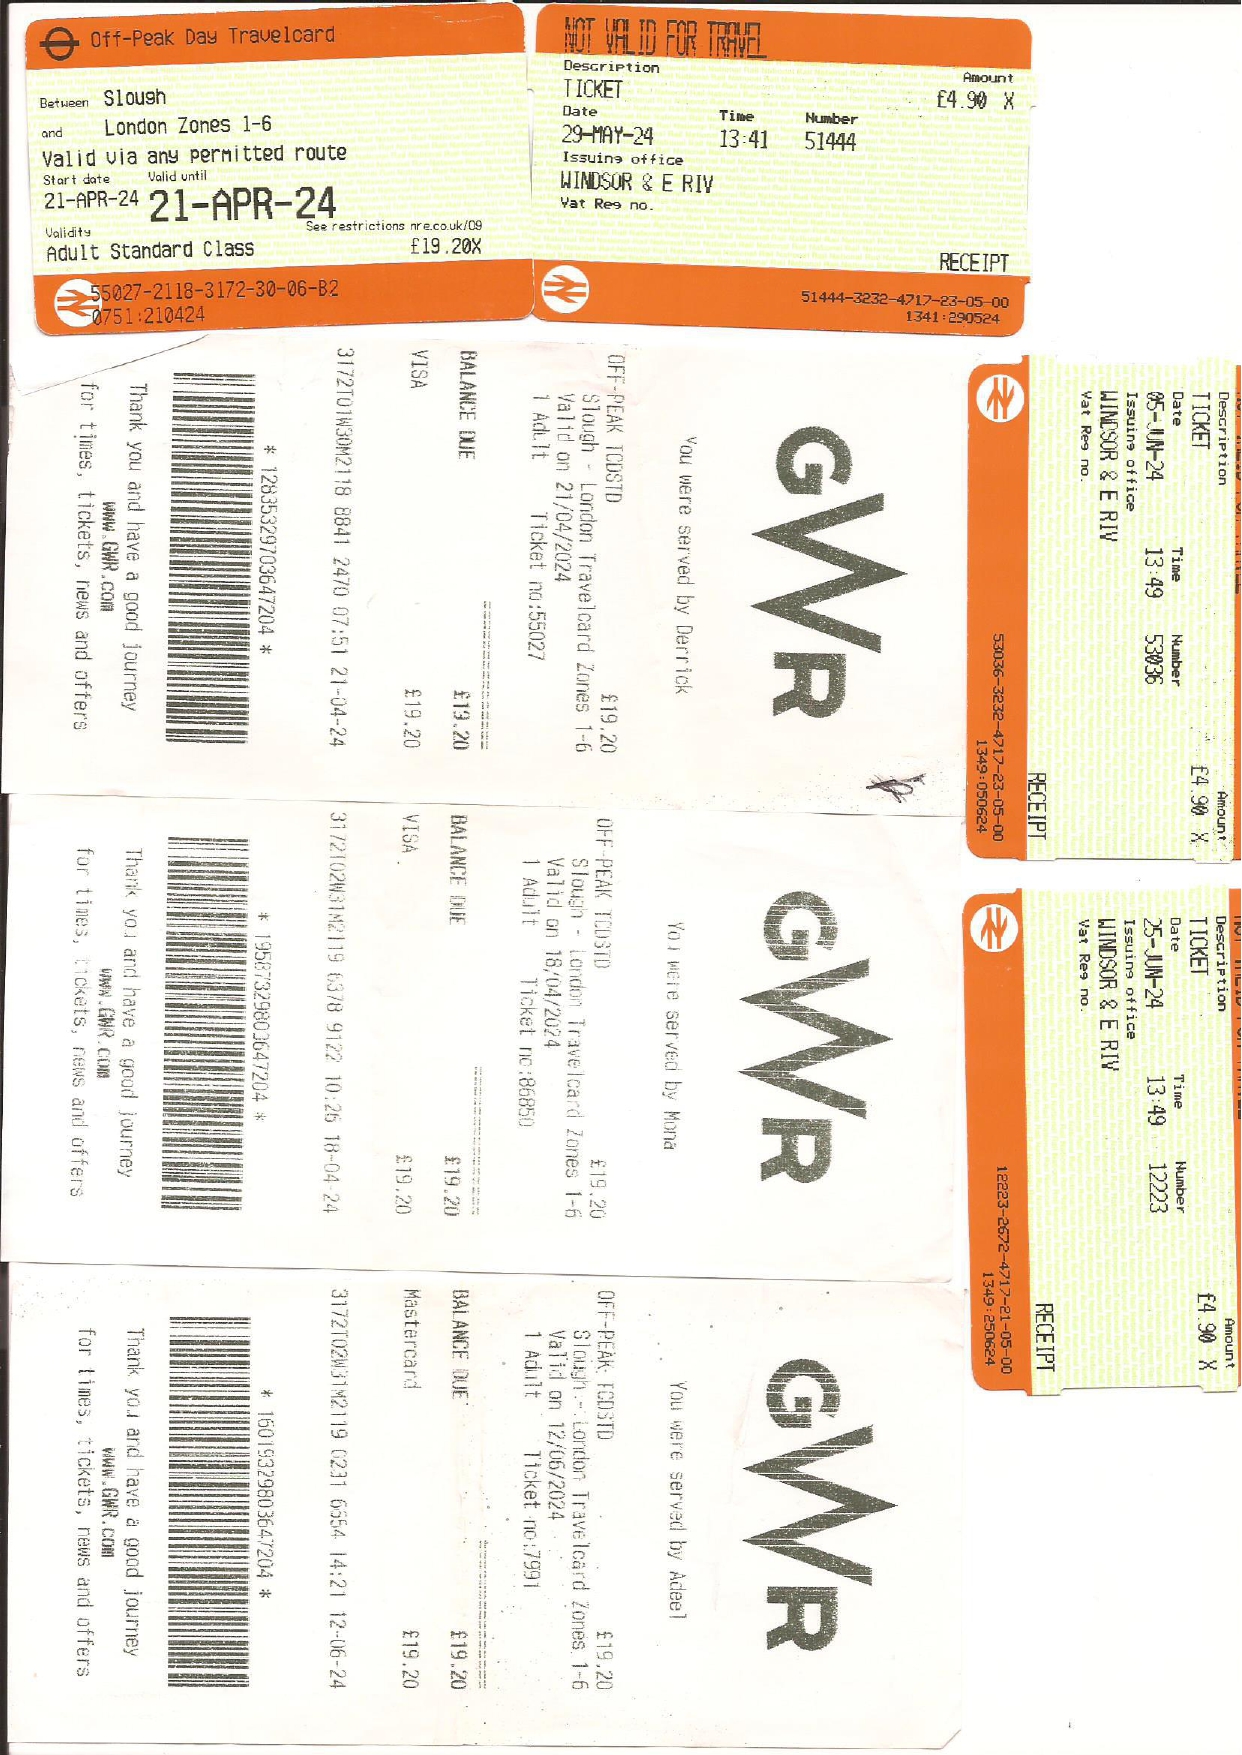 Off-Peak Day Travelcard
Between Slough
and London Zones 1-6
Valid via any permitted route
Start date Valid until
21-APR-24 21-APR-24
Validity See restrictions nre.co.uk/09
Adult Standard Class £19.20X
55027-2118-3172-30-06-B2
0751:210424
NOT VALID FOR TRAVEL
Description Amount
TICKET £4.90 X
Date Time Number
29-MAY-24 13:41 51444
Issuing office
WINDSOR & E RIV
Vat Reg no.
RECEIPT
51444-3232-4717-23-05-00
1341:290524
GWR
You were served by Derrick
OFF-PEAK TCDSTD £19.20
Slough - London Travelcard Zones 1-6
Valid on 21/04/2024
1 Adult Ticket no:55027
BALANCE DUE £19.20
VISA £19.20
3172T01W30M2118 8841 2470 07:51 21-04-24
* 1283532970364 7204 *
Thank you and have a good journey
www.GWR.com
for times, tickets, news and offers
Description Amount
TICKET £4.90 X
Date Time Number
05-JUN-24 13:49 53036
Issuing office
WINDSOR & E RIV
Vat Reg no.
RECEIPT
53036-3232-4717-23-05-00
1349:050624
GWR
You were served by Mona
OFF-PEAK TCDSTD £19.20
Slough - London Travelcard Zones 1-6
Valid on 18/04/2024
1 Adult Ticket no:86850
BALANCE DUE £19.20
VISA £19.20
3172T02W31M2119 6378 9122 10:26 18-04-24
* 1958732980364 7204 *
Thank you and have a good journey
www.GWR.com
for times, tickets, news and offers
Description Amount
TICKET £4.90 X
Date Time Number
25-JUN-24 13:49 12223
Issuing office
WINDSOR & E RIV
Vat Reg no.
RECEIPT
12223-2672-4717-21-05-00
1349:250624
GWR
You were served by Adeel
OFF-PEAK TCDSTD £19.20
Slough - London Travelcard Zones 1-6
Valid on 12/06/2024
1 Adult Ticket no:7991
BALANCE DUE £19.20
Mastercard £19.20
3172T02W31M2119 0231 6554 14:21 12-06-24
* 1601932980364 7204 *
Thank you and have a good journey
www.GWR.com
for times, tickets, news and offers